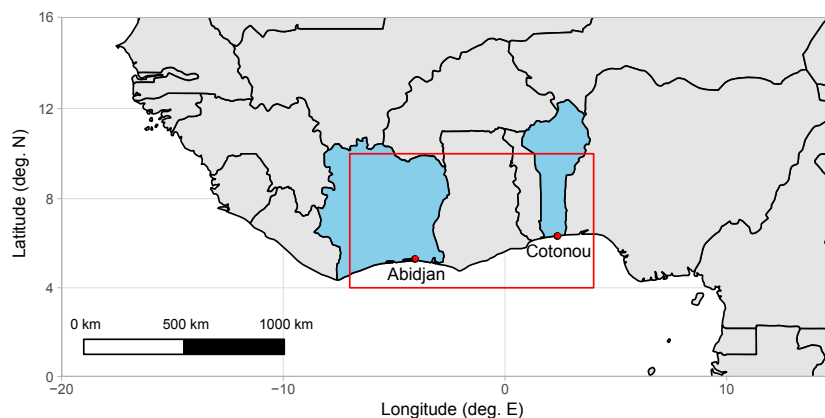 16
12
8
4
0
Latitude (deg. N)
Cotonou
Abidjan
0 km 500 km 1000 km
−20 −10 0 10
Longitude (deg. E)